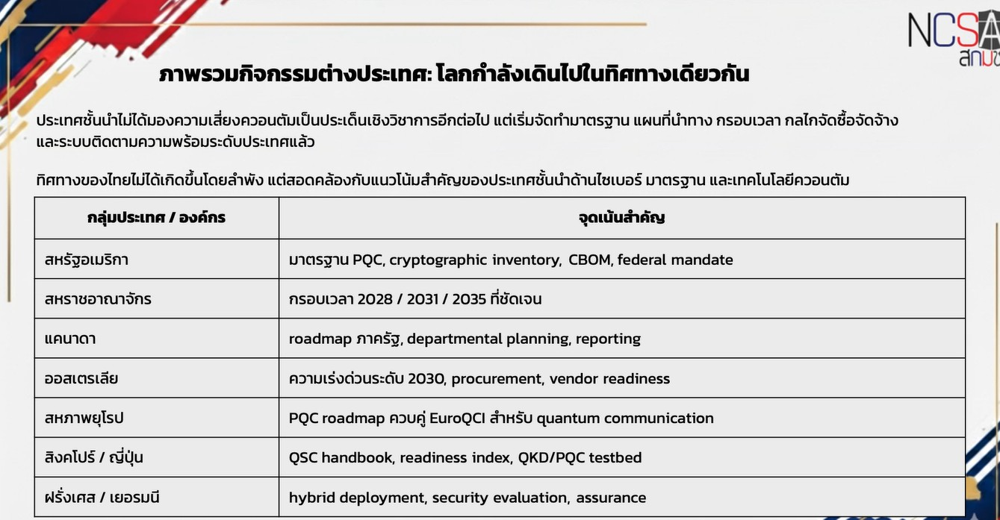 NCSA
สกมช
ภาพรวมกิจกรรมต่างประเทศ: โลกกำลังเดินไปในทิศทางเดียวกัน
ประเทศชั้นนำไม่ได้มองความเสี่ยงควอนตัมเป็นประเด็นเชิงวิชาการอีกต่อไป แต่เริ่มจัดทำมาตรฐาน แผนที่นำทาง กรอบเวลา กลไกจัดซื้อจัดจ้าง
และระบบติดตามความพร้อมระดับประเทศแล้ว
ทิศทางของไทยไม่ได้เกิดขึ้นโดยลำพัง แต่สอดคล้องกับแนวโน้มสำคัญของประเทศชั้นนำด้านไซเบอร์ มาตรฐาน และเทคโนโลยีควอนตัม
กลุ่มประเทศ / องค์กร จุดเน้นสำคัญ
สหรัฐอเมริกา มาตรฐาน PQC, cryptographic inventory, CBOM, federal mandate
สหราชอาณาจักร กรอบเวลา 2028 / 2031 / 2035 ที่ชัดเจน
แคนาดา roadmap ภาครัฐ, departmental planning, reporting
ออสเตรเลีย ความเร่งด่วนระดับ 2030, procurement, vendor readiness
สหภาพยุโรป PQC roadmap ควบคู่ EuroQCI สำหรับ quantum communication
สิงคโปร์ / ญี่ปุ่น QSC handbook, readiness index, QKD/PQC testbed
ฝรั่งเศส / เยอรมนี hybrid deployment, security evaluation, assurance